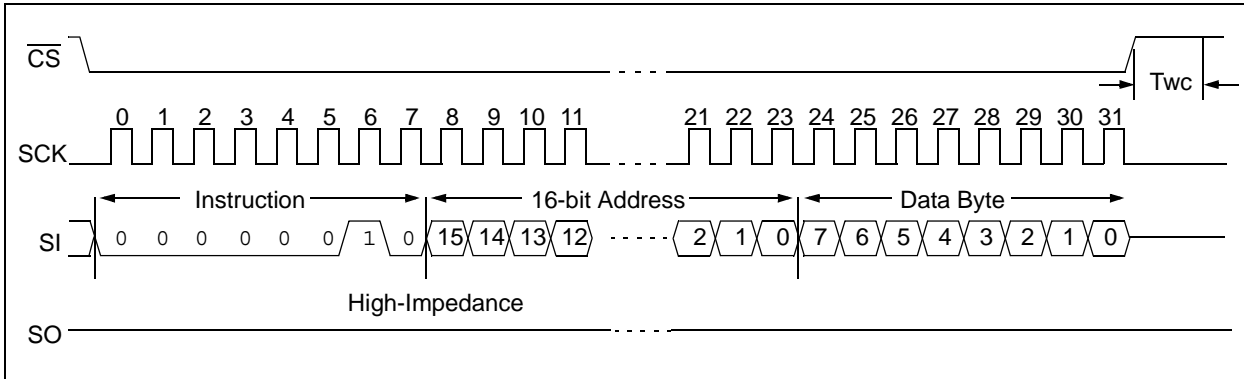 CS
Twc
0 1 2 3 4 5 6 7 8 9 10 11 21 22 23 24 25 26 27 28 29 30 31
SCK
Instruction 16-bit Address Data Byte
SI 0 0 0 0 0 0 1 0 15 14 13 12 2 1 0 7 6 5 4 3 2 1 0
High-Impedance
SO